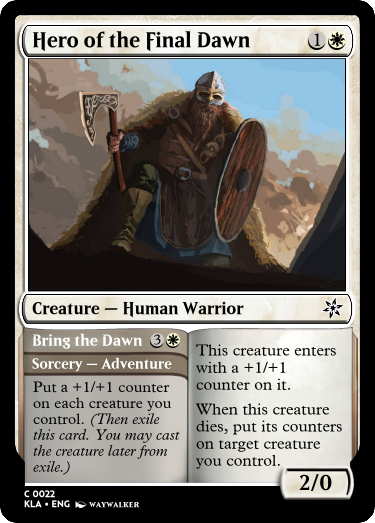 Hero of the Final Dawn 1
Creature — Human Warrior
Bring the Dawn 3
Sorcery — Adventure
Put a +1/+1 counter
on each creature you
control. (Then exile
this card. You may cast
the creature later from
exile.)
This creature enters
with a +1/+1
counter on it.
When this creature
dies, put its counters
on target creature
you control.
2/0
C 0022
KLA • ENG WAYWALKER